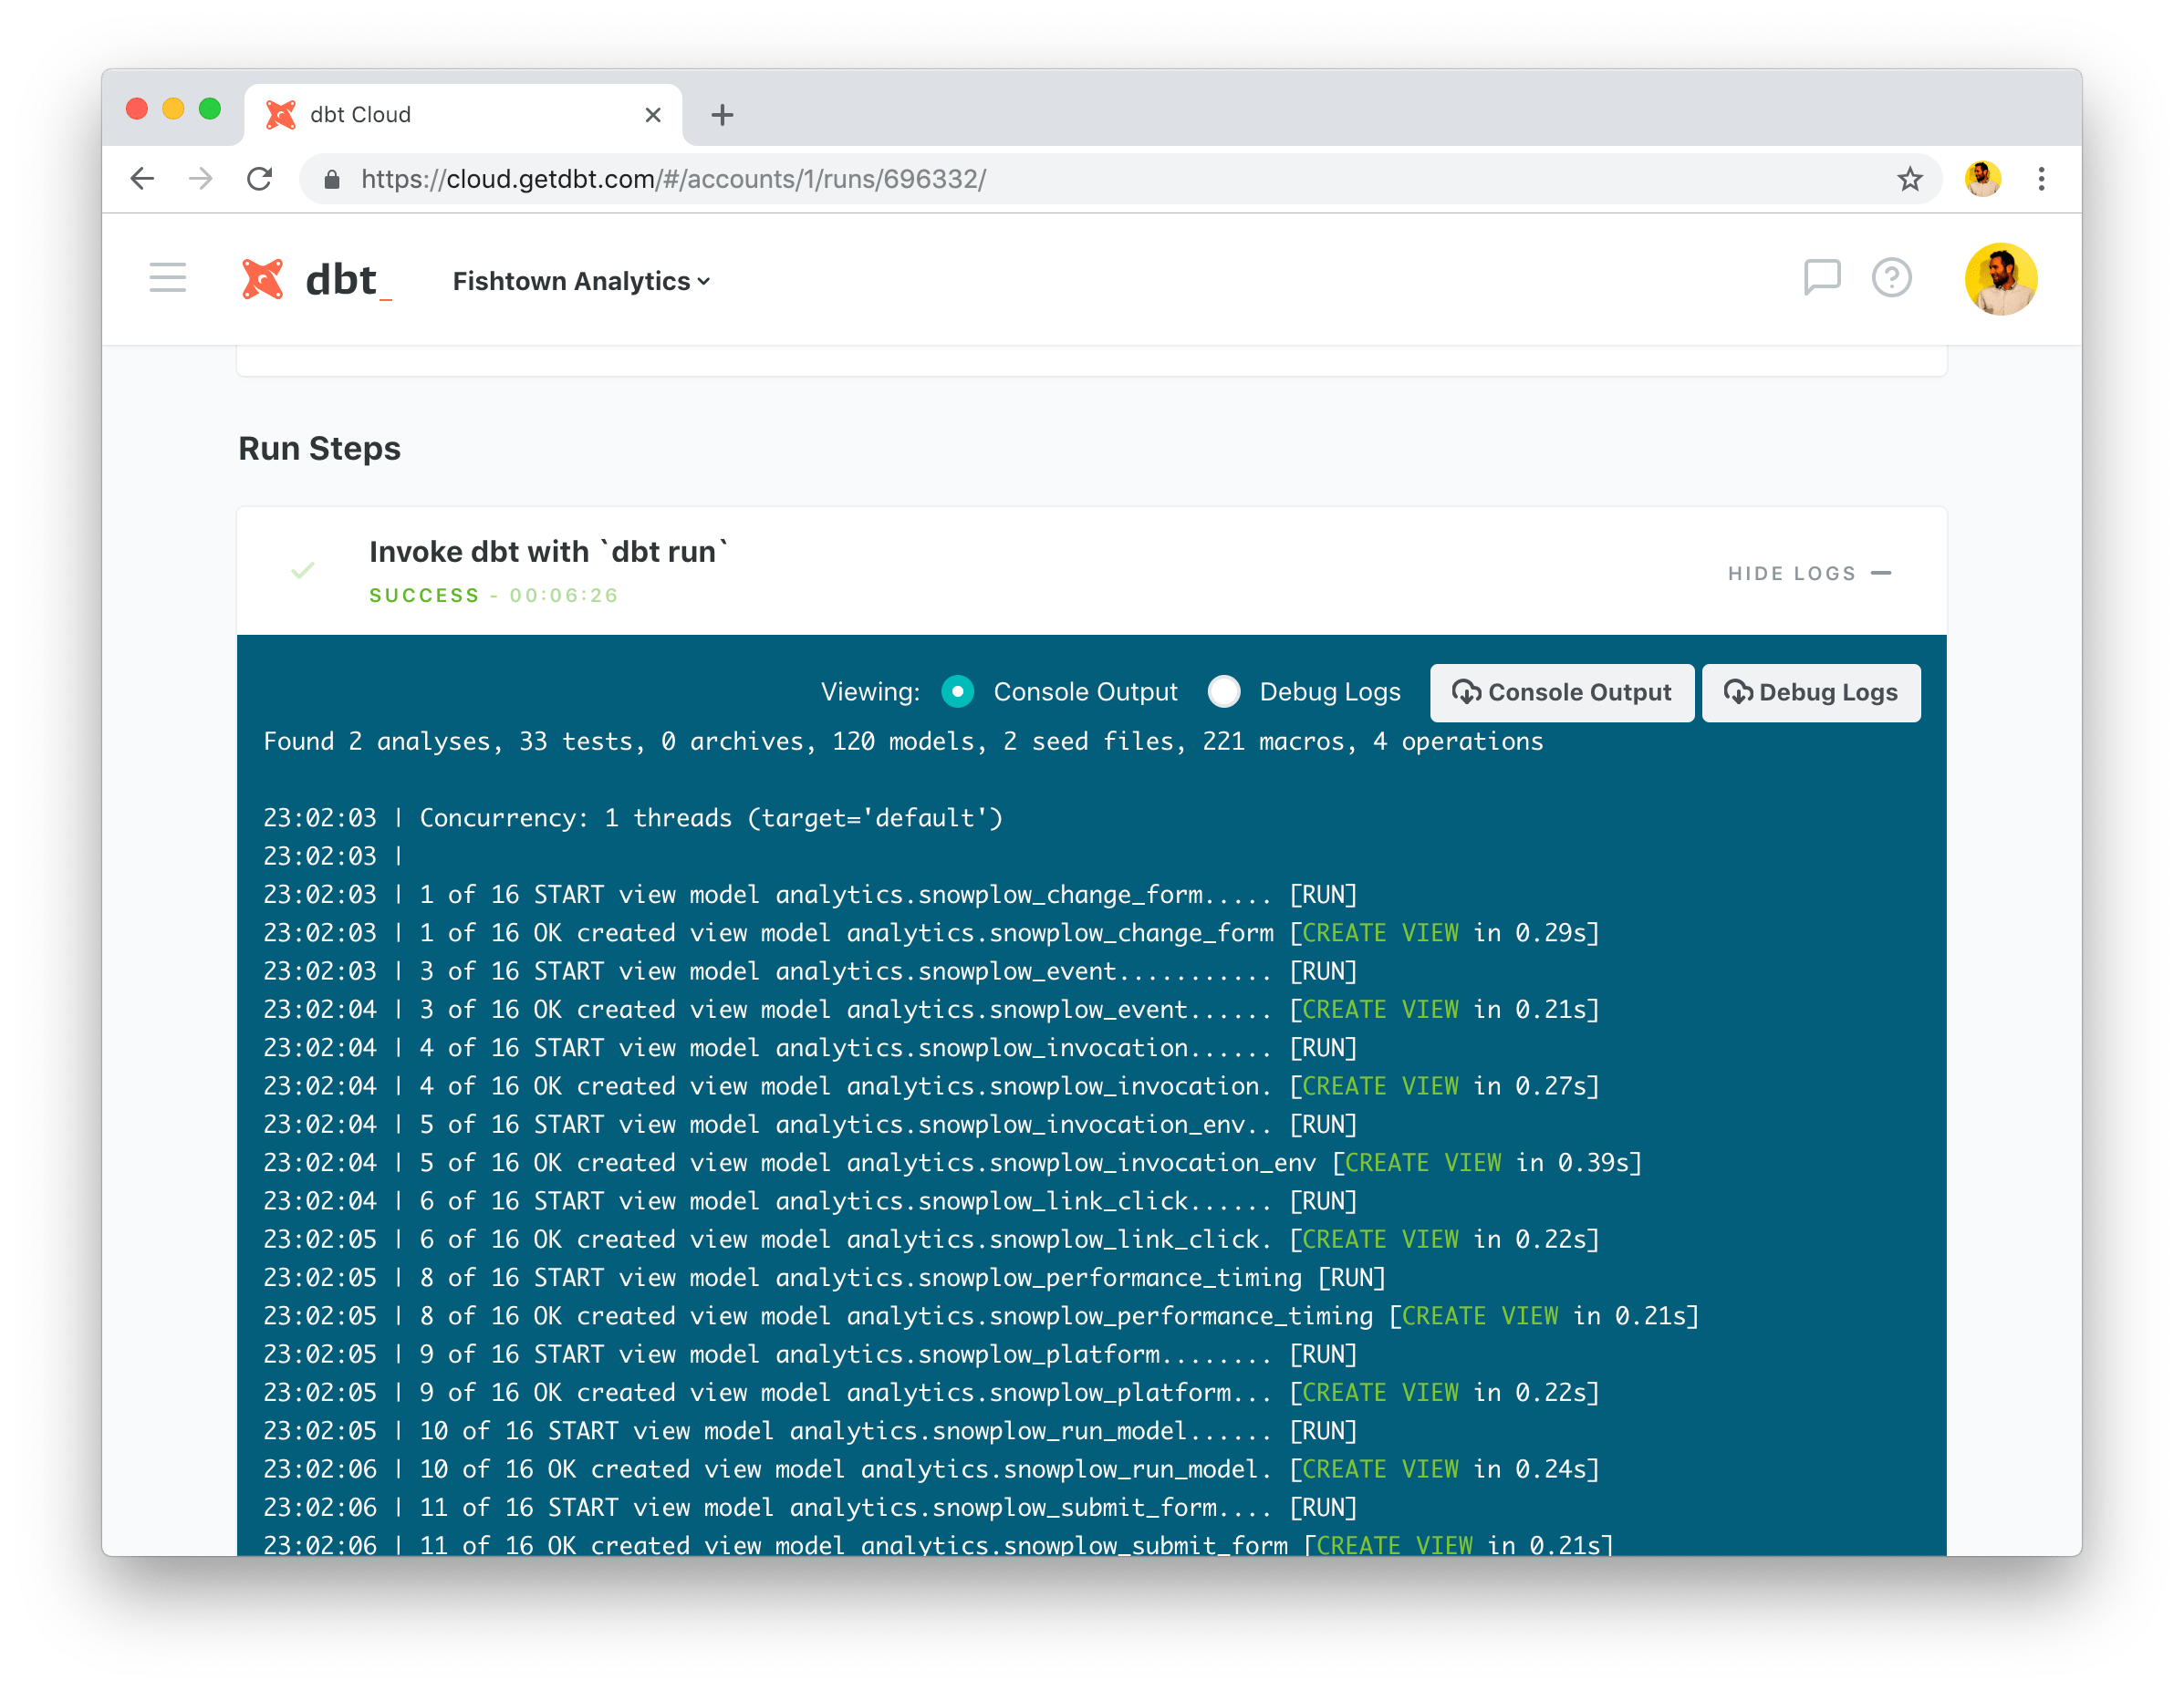 dbt Cloud
https://cloud.getdbt.com/#/accounts/1/runs/696332/
dbt_
Fishtown Analytics
Run Steps
Invoke dbt with `dbt run`
SUCCESS - 00:06:26
HIDE LOGS
Viewing: Console Output Debug Logs Console Output Debug Logs
Found 2 analyses, 33 tests, 0 archives, 120 models, 2 seed files, 221 macros, 4 operations
23:02:03 | Concurrency: 1 threads (target='default')
23:02:03 |
23:02:03 | 1 of 16 START view model analytics.snowplow_change_form..... [RUN]
23:02:03 | 1 of 16 OK created view model analytics.snowplow_change_form [CREATE VIEW in 0.29s]
23:02:03 | 3 of 16 START view model analytics.snowplow_event........... [RUN]
23:02:04 | 3 of 16 OK created view model analytics.snowplow_event...... [CREATE VIEW in 0.21s]
23:02:04 | 4 of 16 START view model analytics.snowplow_invocation...... [RUN]
23:02:04 | 4 of 16 OK created view model analytics.snowplow_invocation. [CREATE VIEW in 0.27s]
23:02:04 | 5 of 16 START view model analytics.snowplow_invocation_env.. [RUN]
23:02:04 | 5 of 16 OK created view model analytics.snowplow_invocation_env [CREATE VIEW in 0.39s]
23:02:04 | 6 of 16 START view model analytics.snowplow_link_click...... [RUN]
23:02:05 | 6 of 16 OK created view model analytics.snowplow_link_click. [CREATE VIEW in 0.22s]
23:02:05 | 8 of 16 START view model analytics.snowplow_performance_timing [RUN]
23:02:05 | 8 of 16 OK created view model analytics.snowplow_performance_timing [CREATE VIEW in 0.21s]
23:02:05 | 9 of 16 START view model analytics.snowplow_platform........ [RUN]
23:02:05 | 9 of 16 OK created view model analytics.snowplow_platform... [CREATE VIEW in 0.22s]
23:02:05 | 10 of 16 START view model analytics.snowplow_run_model...... [RUN]
23:02:06 | 10 of 16 OK created view model analytics.snowplow_run_model. [CREATE VIEW in 0.24s]
23:02:06 | 11 of 16 START view model analytics.snowplow_submit_form.... [RUN]
23:02:06 | 11 of 16 OK created view model analytics.snowplow_submit_form [CREATE VIEW in 0.21s]